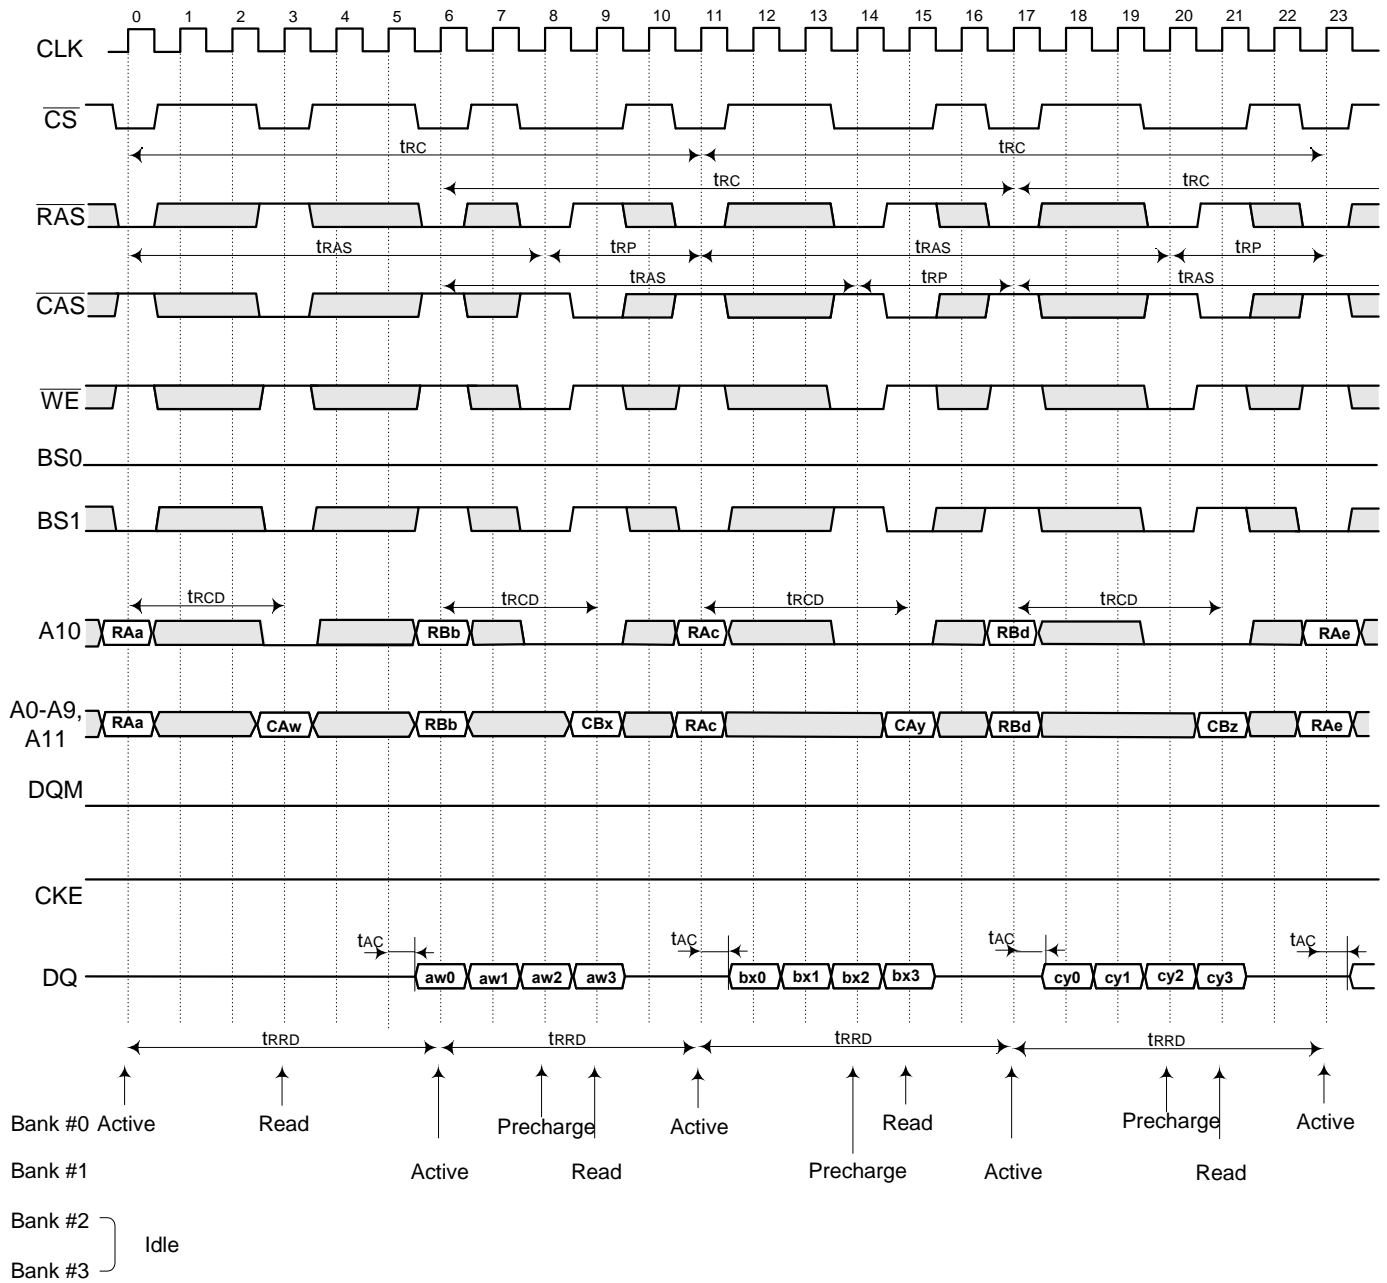 0 1 2 3 4 5 6 7 8 9 10 11 12 13 14 15 16 17 18 19 20 21 22 23
CLK
CS
tRC tRC
tRC tRC
RAS
tRAS tRP tRAS tRP
tRAS tRP tRAS
CAS
WE
BS0
BS1
tRCD tRCD tRCD tRCD
A10 RAa RBb RAc RBd RAe
A0-A9,
A11
RAa CAw RBb CBx RAc CAy RBd CBz RAe
DQM
CKE
tAC tAC tAC tAC
DQ aw0 aw1 aw2 aw3 bx0 bx1 bx2 bx3 cy0 cy1 cy2 cy3
tRRD tRRD tRRD tRRD
Bank #0 Active Read Precharge Active Read Precharge Active
Bank #1 Active Read Precharge Active Read
Bank #2
Idle
Bank #3